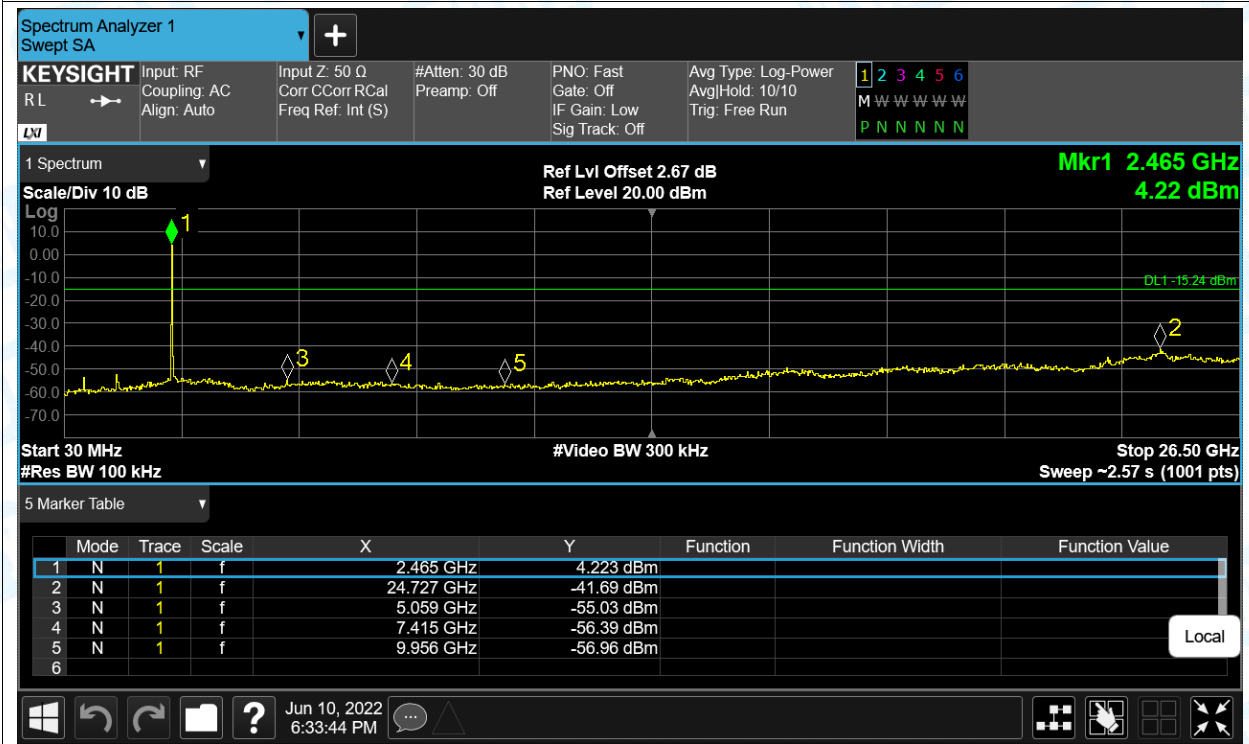 Spectrum Analyzer 1
Swept SA
KEYSIGHT
R L
LXI
Input: RF
Coupling: AC
Align: Auto
Input Z: 50 Ω
Corr CCorr RCal
Freq Ref: Int (S)
#Atten: 30 dB
Preamp: Off
PNO: Fast
Gate: Off
IF Gain: Low
Sig Track: Off
Avg Type: Log-Power
Avg|Hold: 10/10
Trig: Free Run
1 2 3 4 5 6
M W W W W W
P N N N N N
1 Spectrum
Scale/Div 10 dB
Ref Lvl Offset 2.67 dB
Ref Level 20.00 dBm
Mkr1 2.465 GHz
4.22 dBm
Log
10.0
0.00
-10.0
-20.0
-30.0
-40.0
-50.0
-60.0
-70.0
1
DL1 -15.24 dBm
2
3
4
5
Start 30 MHz
#Video BW 300 kHz
Stop 26.50 GHz
#Res BW 100 kHz
Sweep ~2.57 s (1001 pts)
5 Marker Table
Mode Trace Scale X Y Function Function Width Function Value
1 N 1 f 2.465 GHz 4.223 dBm
2 N 1 f 24.727 GHz -41.69 dBm
3 N 1 f 5.059 GHz -55.03 dBm
4 N 1 f 7.415 GHz -56.39 dBm
5 N 1 f 9.956 GHz -56.96 dBm
6
Local
?
Jun 10, 2022
6:33:44 PM